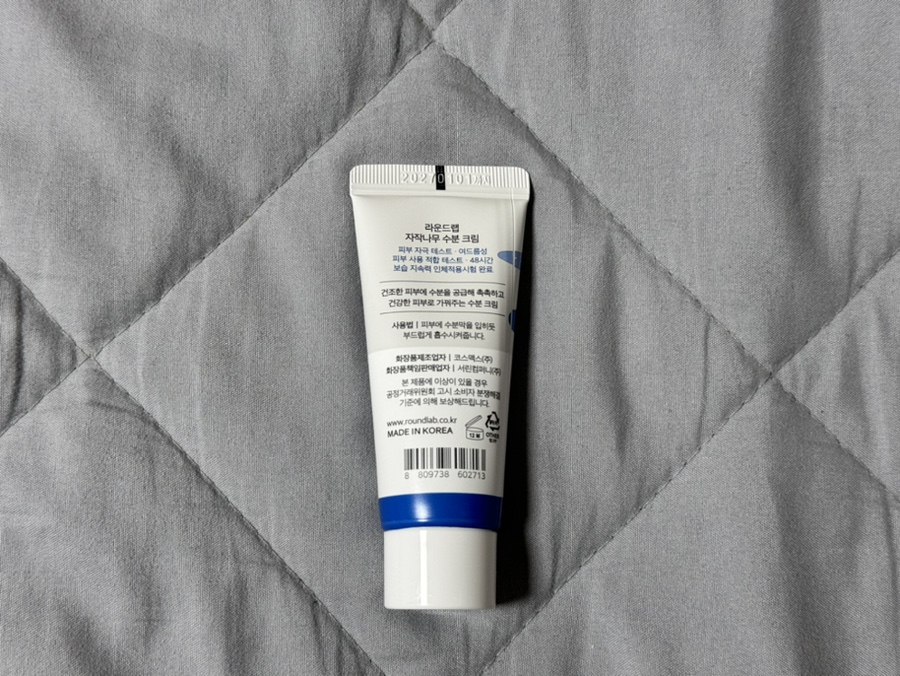 라운드랩
자작나무 수분 크림
피부 자극 테스트 · 여드름성
피부 사용 적합 테스트 · 48시간
보습 지속력 인체적용시험 완료
건조한 피부에 수분을 공급해 촉촉하고
건강한 피부로 가꿔주는 수분 크림
사용법 | 피부에 수분막을 입히듯
부드럽게 흡수시켜줍니다.
화장품제조업자 | 코스맥스(주)
화장품책임판매업자 | 서린컴퍼니(주)
본 제품에 이상이 있을 경우
공정거래위원회 고시 소비자 분쟁해결
기준에 의해 보상해드립니다.
www.roundlab.co.kr
MADE IN KOREA
12 M
OTHER
8 809738 602713